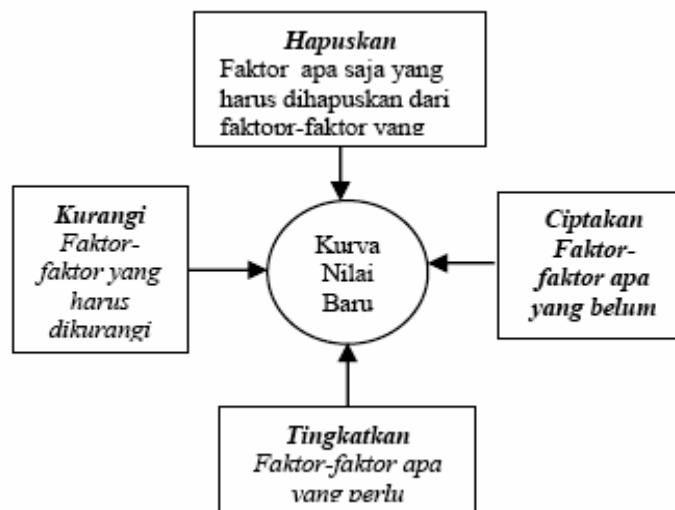 Hapuskan
Faktor apa saja yang
harus dihapuskan dari
faktopr-faktor yang
Kurangi
Faktor-
faktor yang
harus
dikurangi
Kurva
Nilai
Baru
Ciptakan
Faktor-
faktor apa
yang belum
Tingkatkan
Faktor-faktor apa
yang perlu